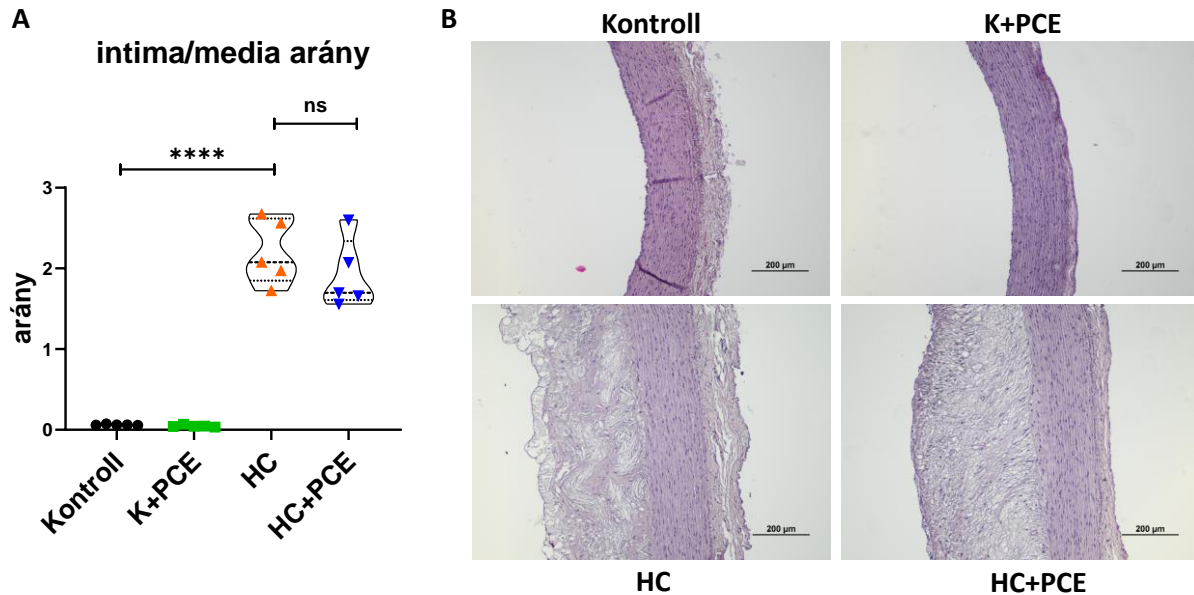 A
intima/media arány
ns
****
3
2
1
0
arány
Kontroll
K+PCE
HC
HC+PCE
B
Kontroll
K+PCE
200 µm
200 µm
200 µm
200 µm
HC
HC+PCE